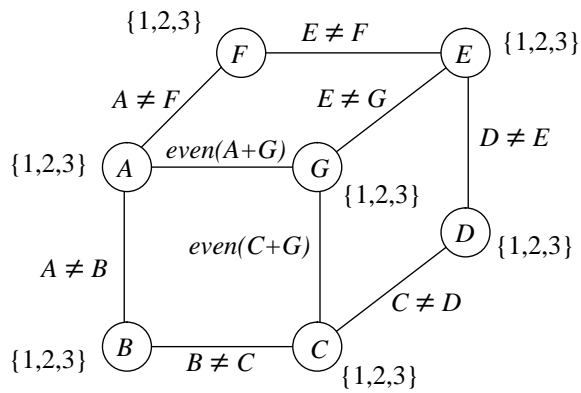 {1,2,3} F E ≠ F E {1,2,3}
A ≠ F E ≠ G
D ≠ E
{1,2,3} A even(A+G) G
{1,2,3}
even(C+G) D {1,2,3}
A ≠ B
C ≠ D
{1,2,3} B B ≠ C C
{1,2,3}